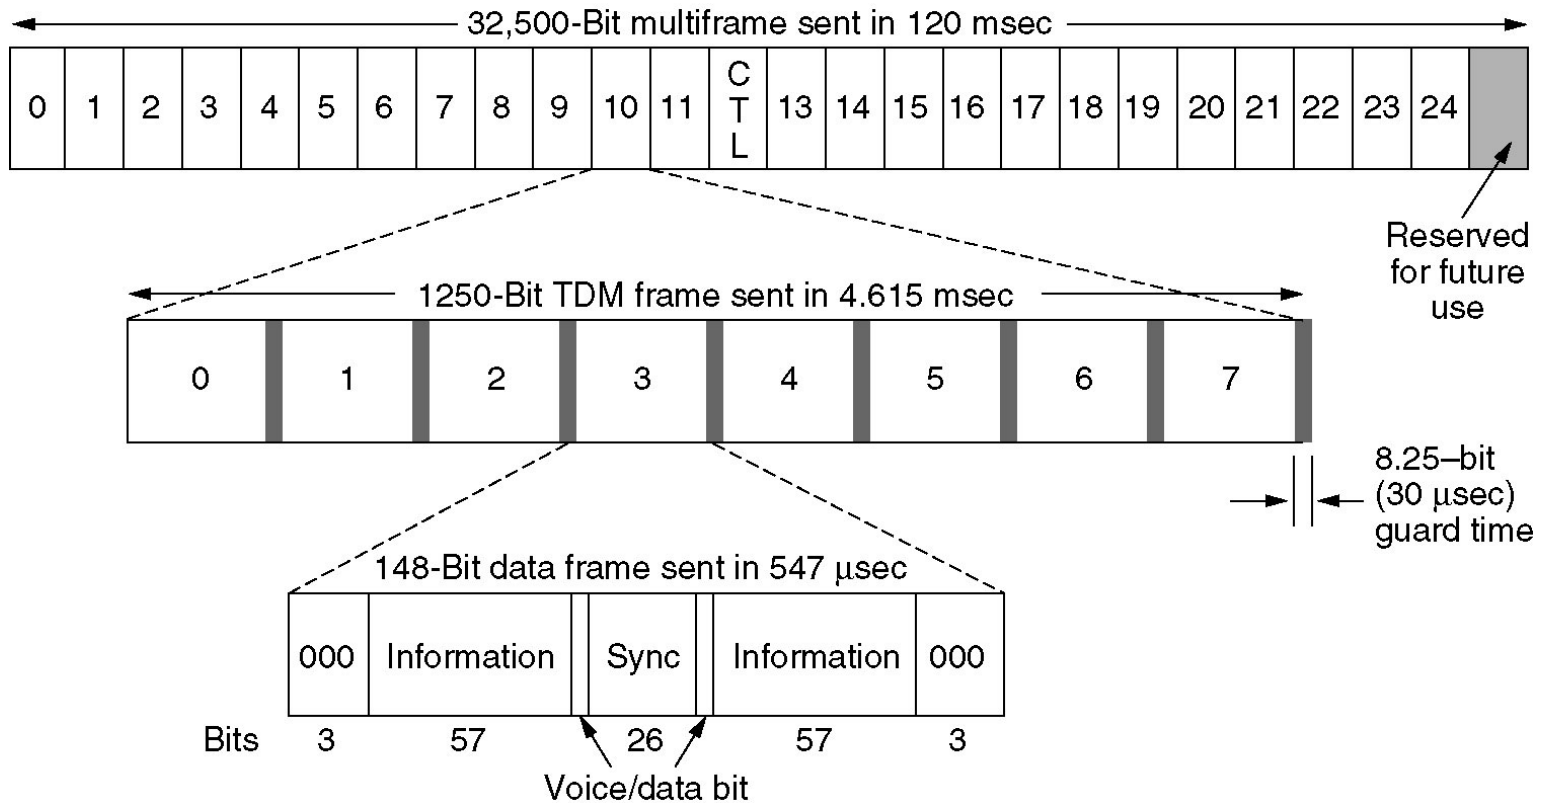 32,500-Bit multiframe sent in 120 msec
0 1 2 3 4 5 6 7 8 9 10 11 CTL 13 14 15 16 17 18 19 20 21 22 23 24
Reserved
for future
use
1250-Bit TDM frame sent in 4.615 msec
0 1 2 3 4 5 6 7
8.25–bit
(30 μsec)
guard time
148-Bit data frame sent in 547 μsec
000 Information Sync Information 000
Bits 3 57 26 57 3
Voice/data bit